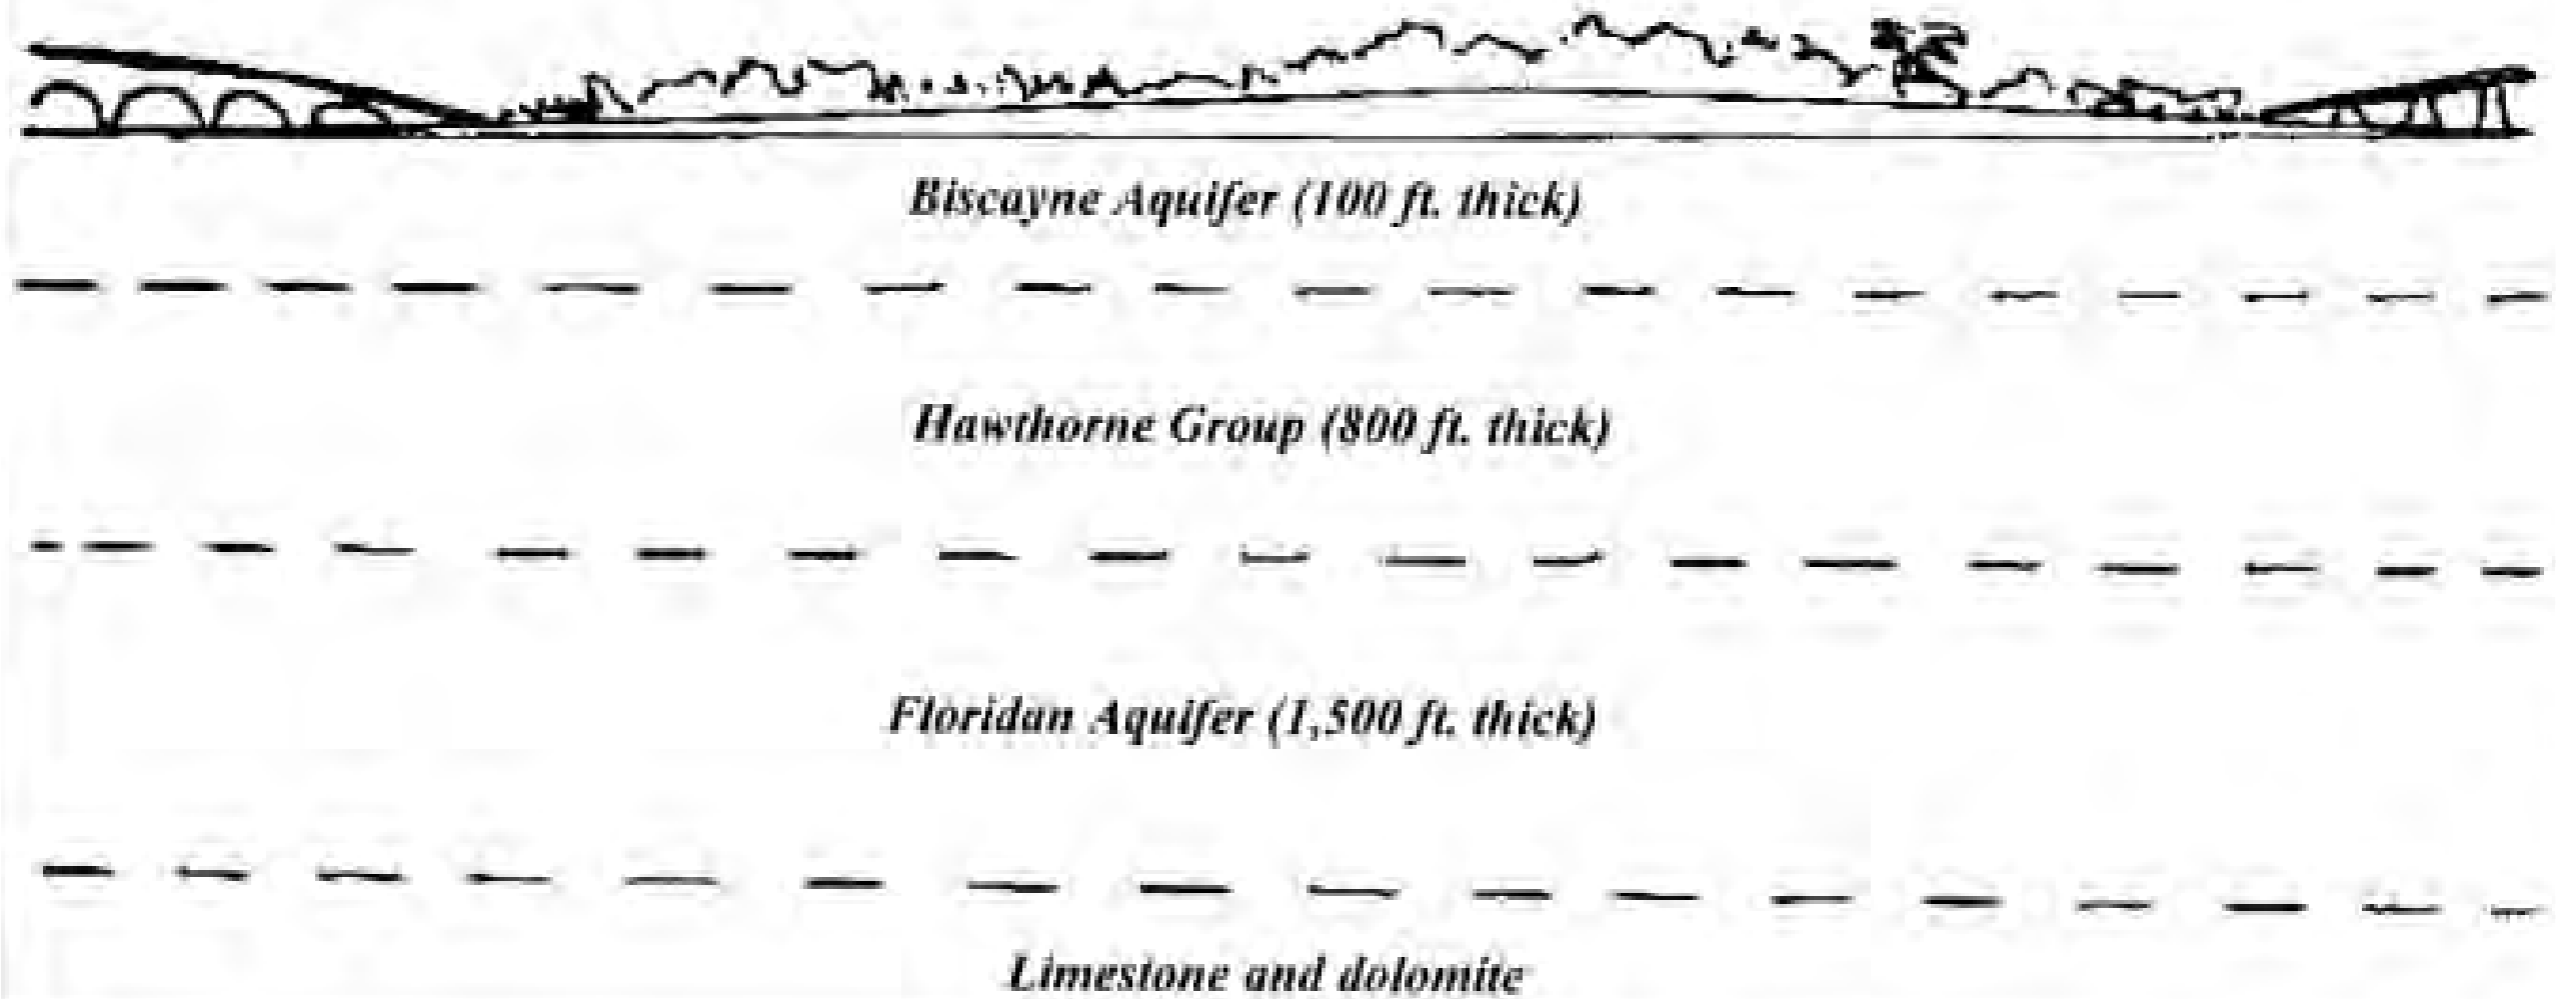 Biscayne Aquifer (100 ft. thick)
Hawthorne Group (800 ft. thick)
Floridan Aquifer (1,500 ft. thick)
Limestone and dolomite